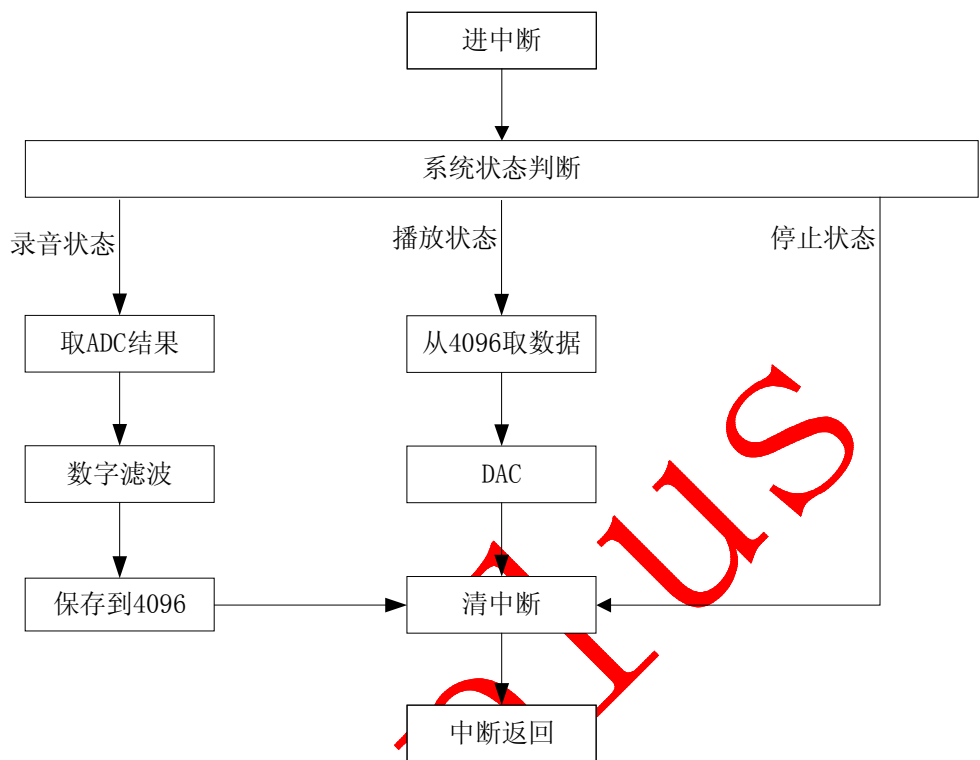 进中断
系统状态判断
录音状态
播放状态
停止状态
取ADC结果
从4096取数据
数字滤波
DAC
保存到4096
清中断
中断返回